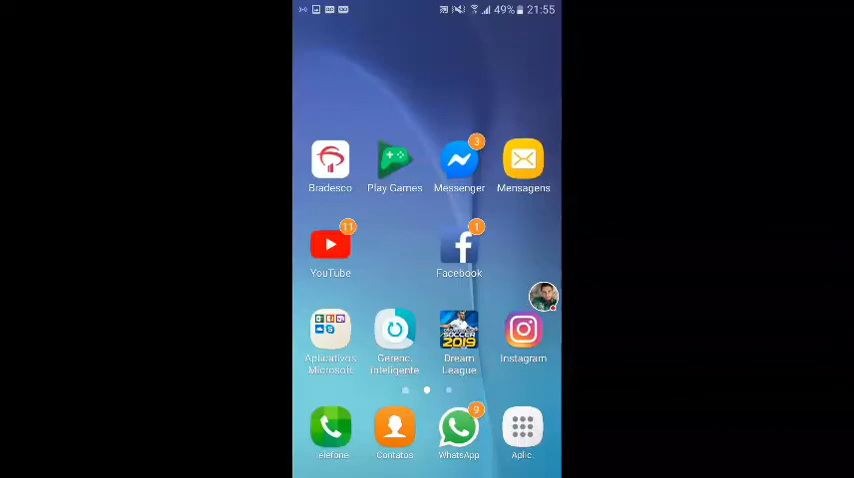 49% 21:55
3
Bradesco Play Games Messenger Mensagens
11 1
YouTube Facebook
SOCCER
2019
Aplicativos Microsoft Gerenc. inteligente Dream League Instagram
9
Telefone Contatos WhatsApp Aplic.